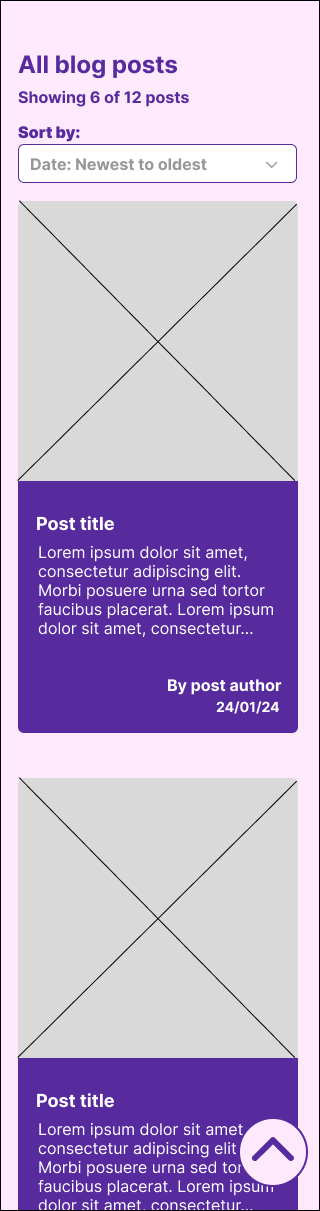 All blog posts
Showing 6 of 12 posts
Sort by:
Date: Newest to oldest
Post title
Lorem ipsum dolor sit amet,
consectetur adipiscing elit.
Morbi posuere urna sed tortor
faucibus placerat. Lorem ipsum
dolor sit amet, consectetur...
By post author
24/01/24
Post title
Lorem ipsum dolor sit amet,
consectetur adipiscing elit
Morbi posuere urna sed tor
faucibus placerat. Lorem ipsum
dolor sit amet, consectetur...